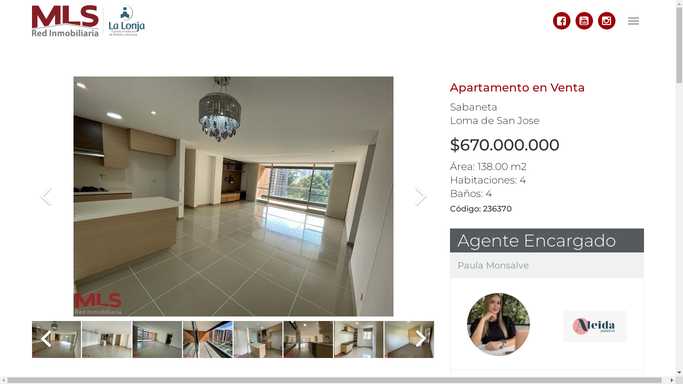 MLS
Red Inmobiliaria
La Lonja
Apartamento en Venta
Sabaneta
Loma de San Jose
$670.000.000
Área: 138.00 m2
Habitaciones: 4
Baños: 4
Código: 236370
MLS
Red Inmobiliaria
Agente Encargado
Paula Monsalve
Aleida